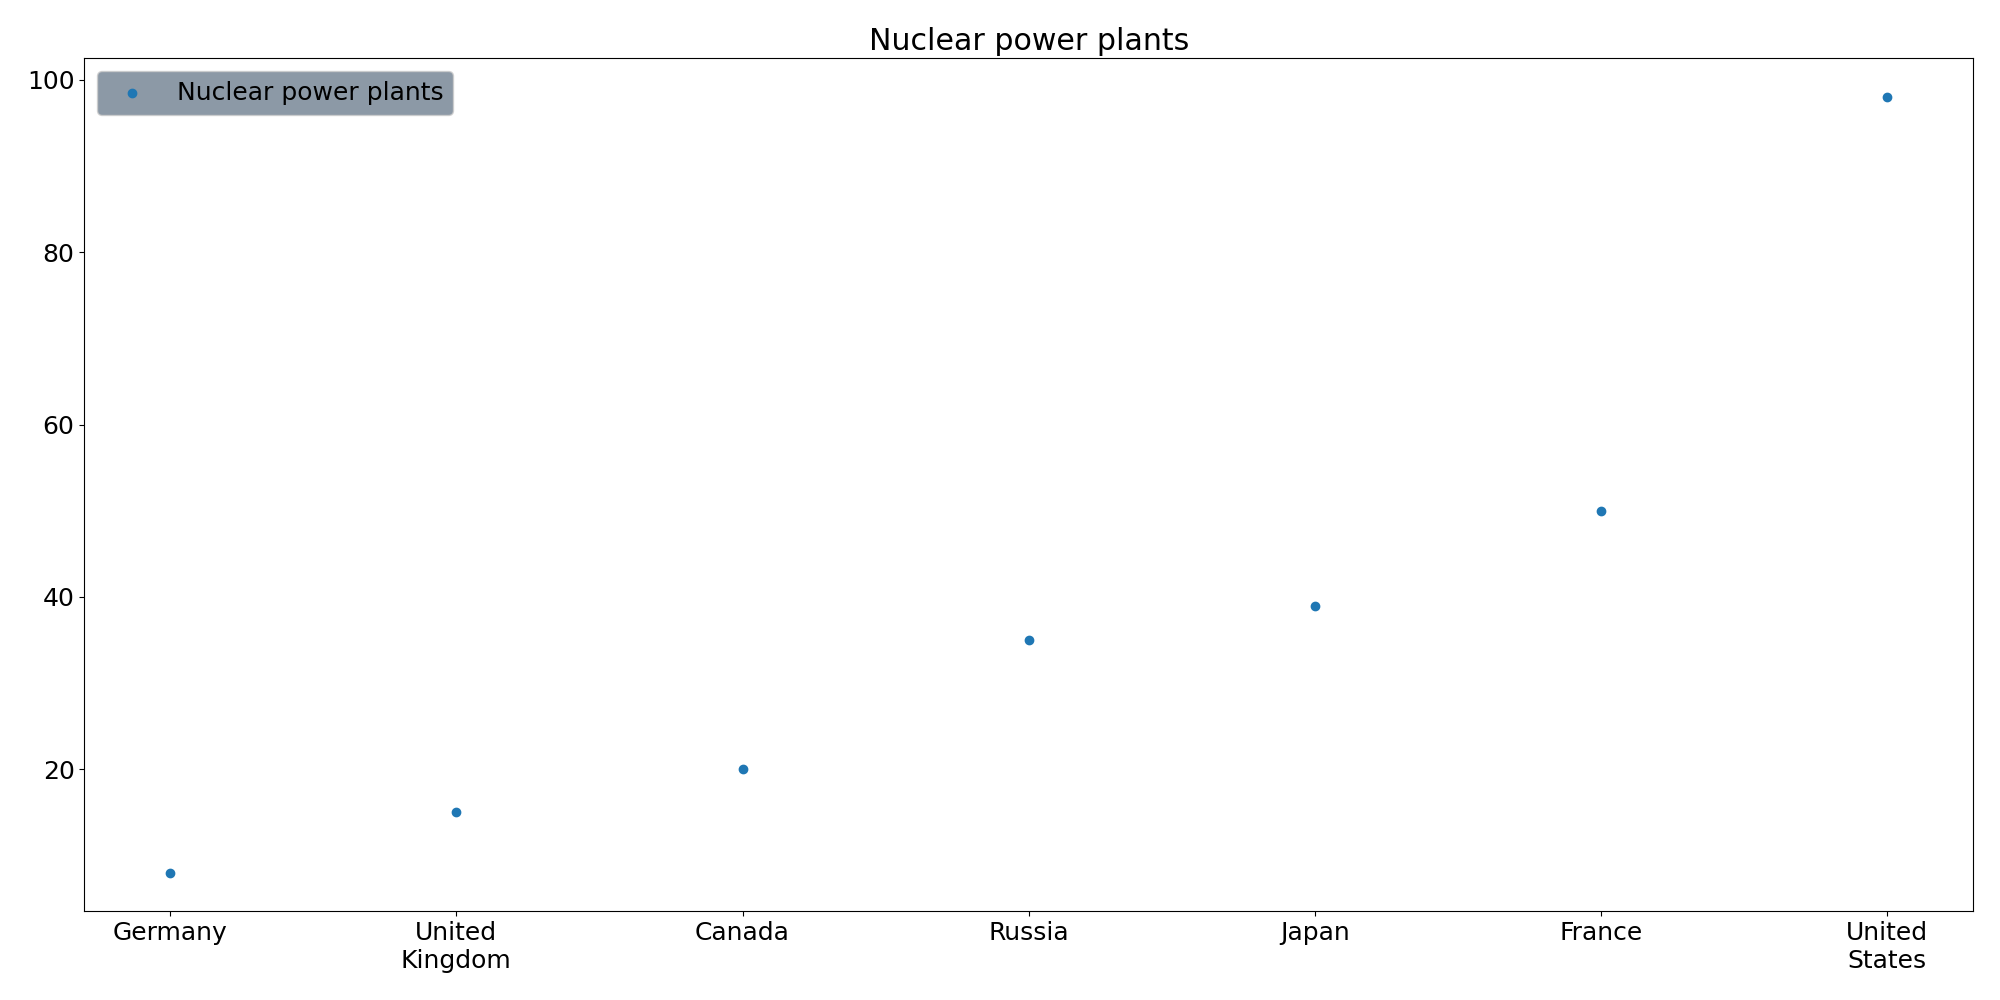 Nuclear power plants
Nuclear power plants
100
80
60
40
20
Germany
United
Kingdom
Canada
Russia
Japan
France
United
States